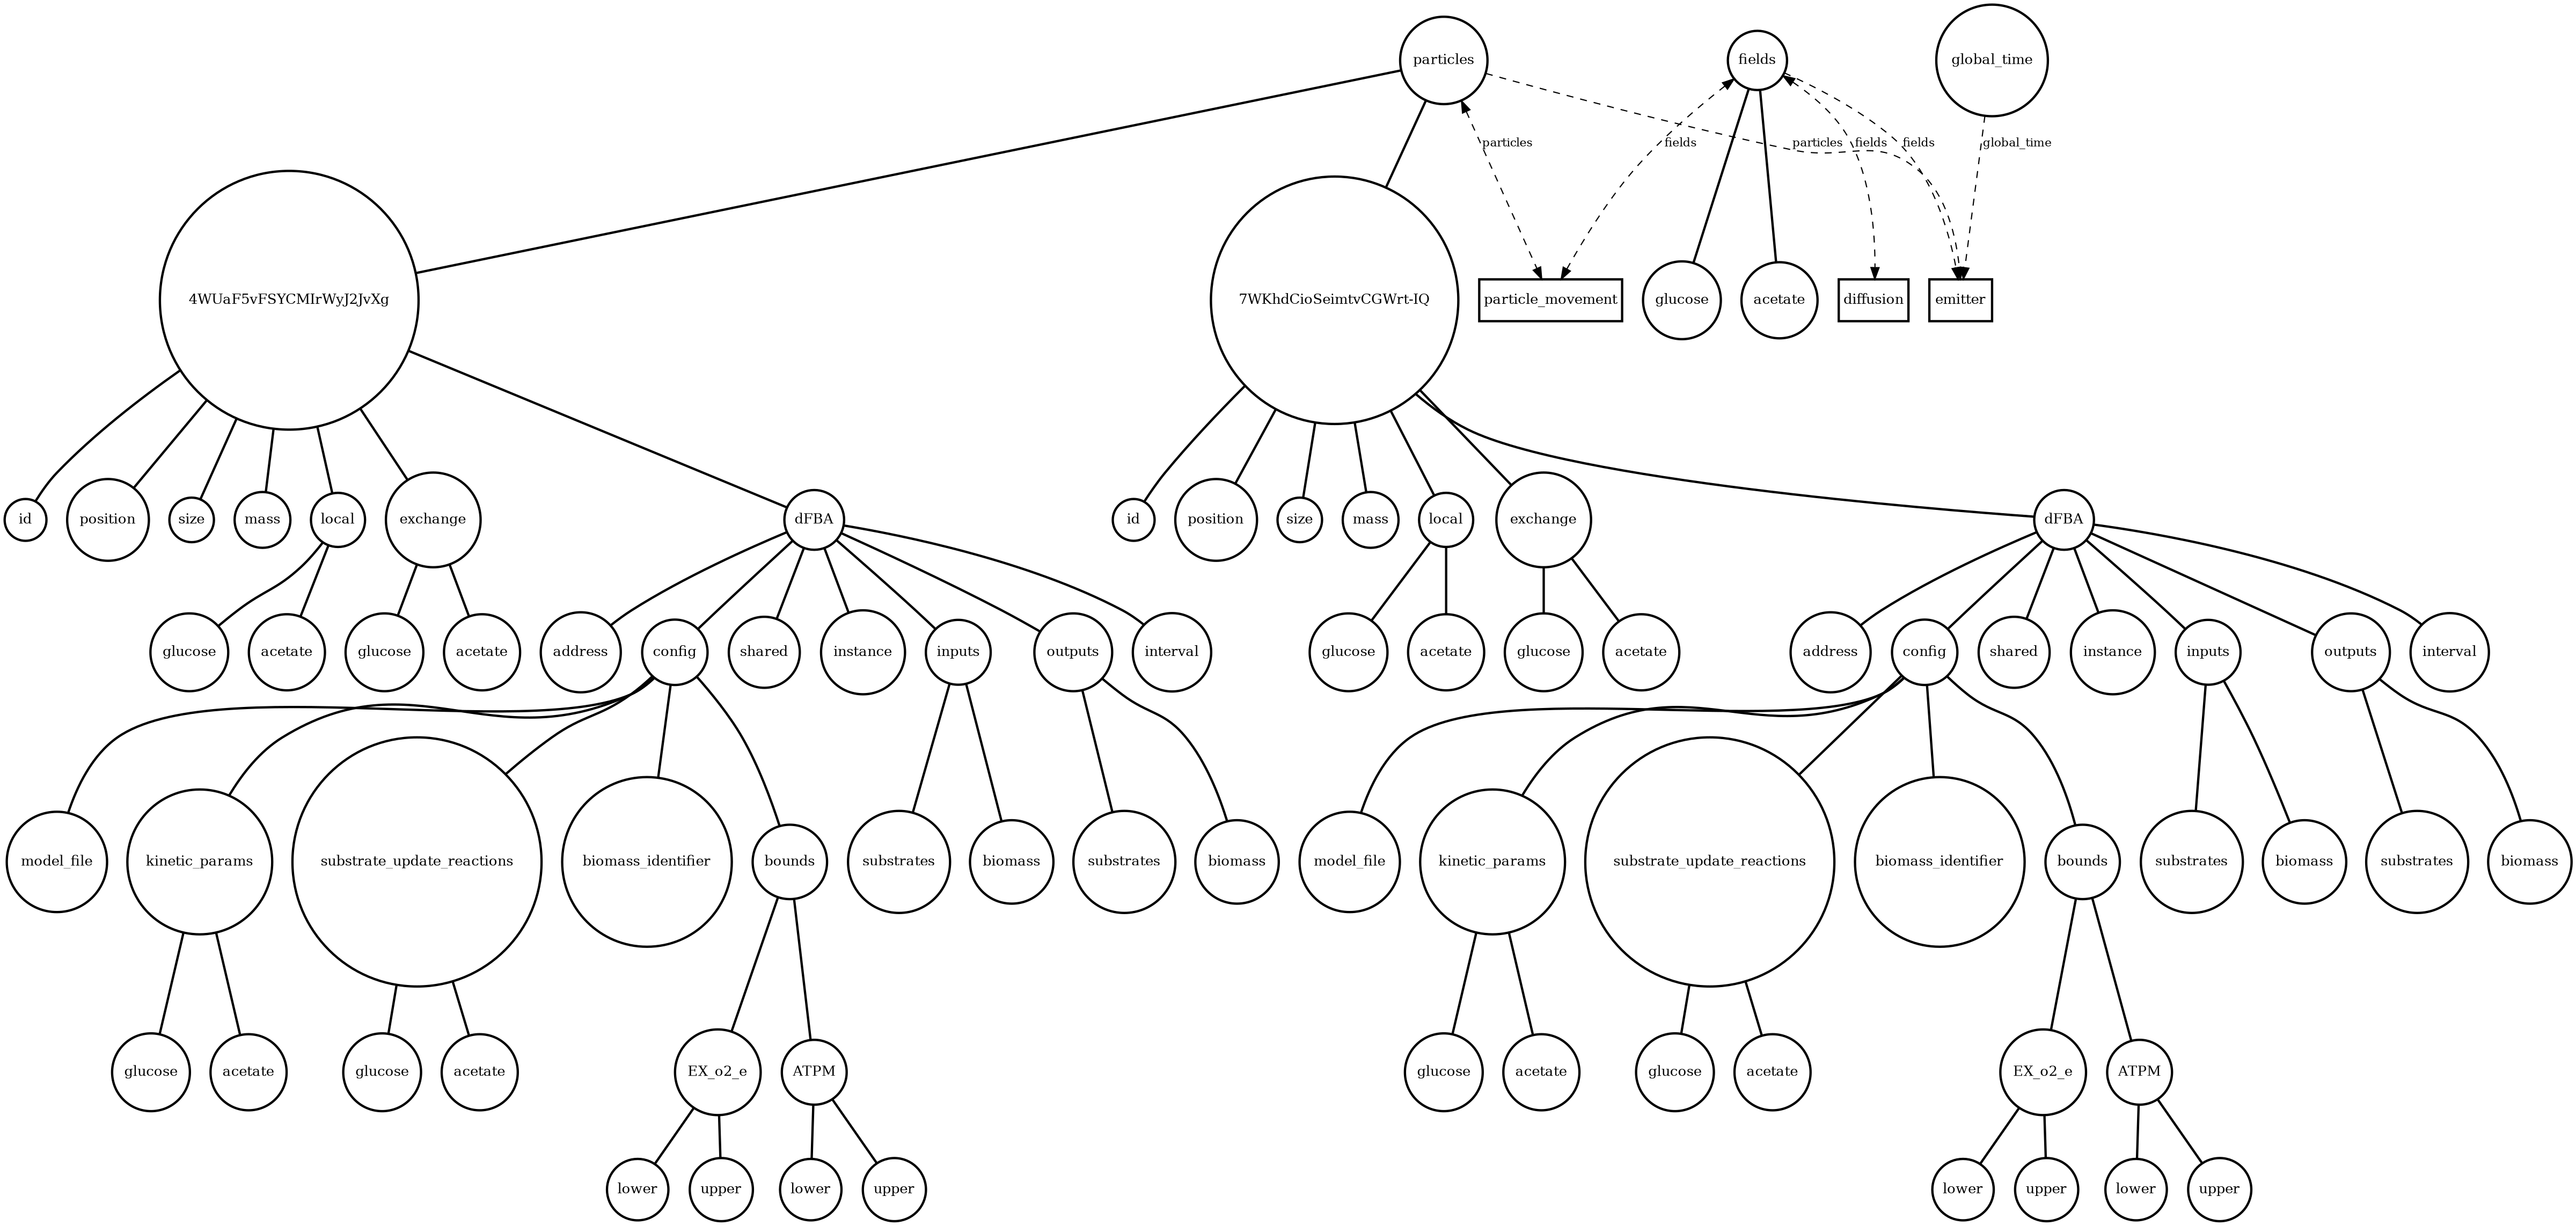 particles
fields
global_time
particles
fields
particles
fields
fields
global_time
4WUaF5vFSYCMIrWyJ2JvXg
7WKhdCioSeimtvCGWrt-IQ
particle_movement
glucose
acetate
diffusion
emitter
id
position
size
mass
local
exchange
dFBA
id
position
size
mass
local
exchange
dFBA
glucose
acetate
glucose
acetate
address
config
shared
instance
inputs
outputs
interval
glucose
acetate
glucose
acetate
address
config
shared
instance
inputs
outputs
interval
model_file
kinetic_params
substrate_update_reactions
biomass_identifier
bounds
substrates
biomass
substrates
biomass
model_file
kinetic_params
substrate_update_reactions
biomass_identifier
bounds
substrates
biomass
substrates
biomass
glucose
acetate
glucose
acetate
EX_o2_e
ATPM
glucose
acetate
glucose
acetate
EX_o2_e
ATPM
lower
upper
lower
upper
lower
upper
lower
upper